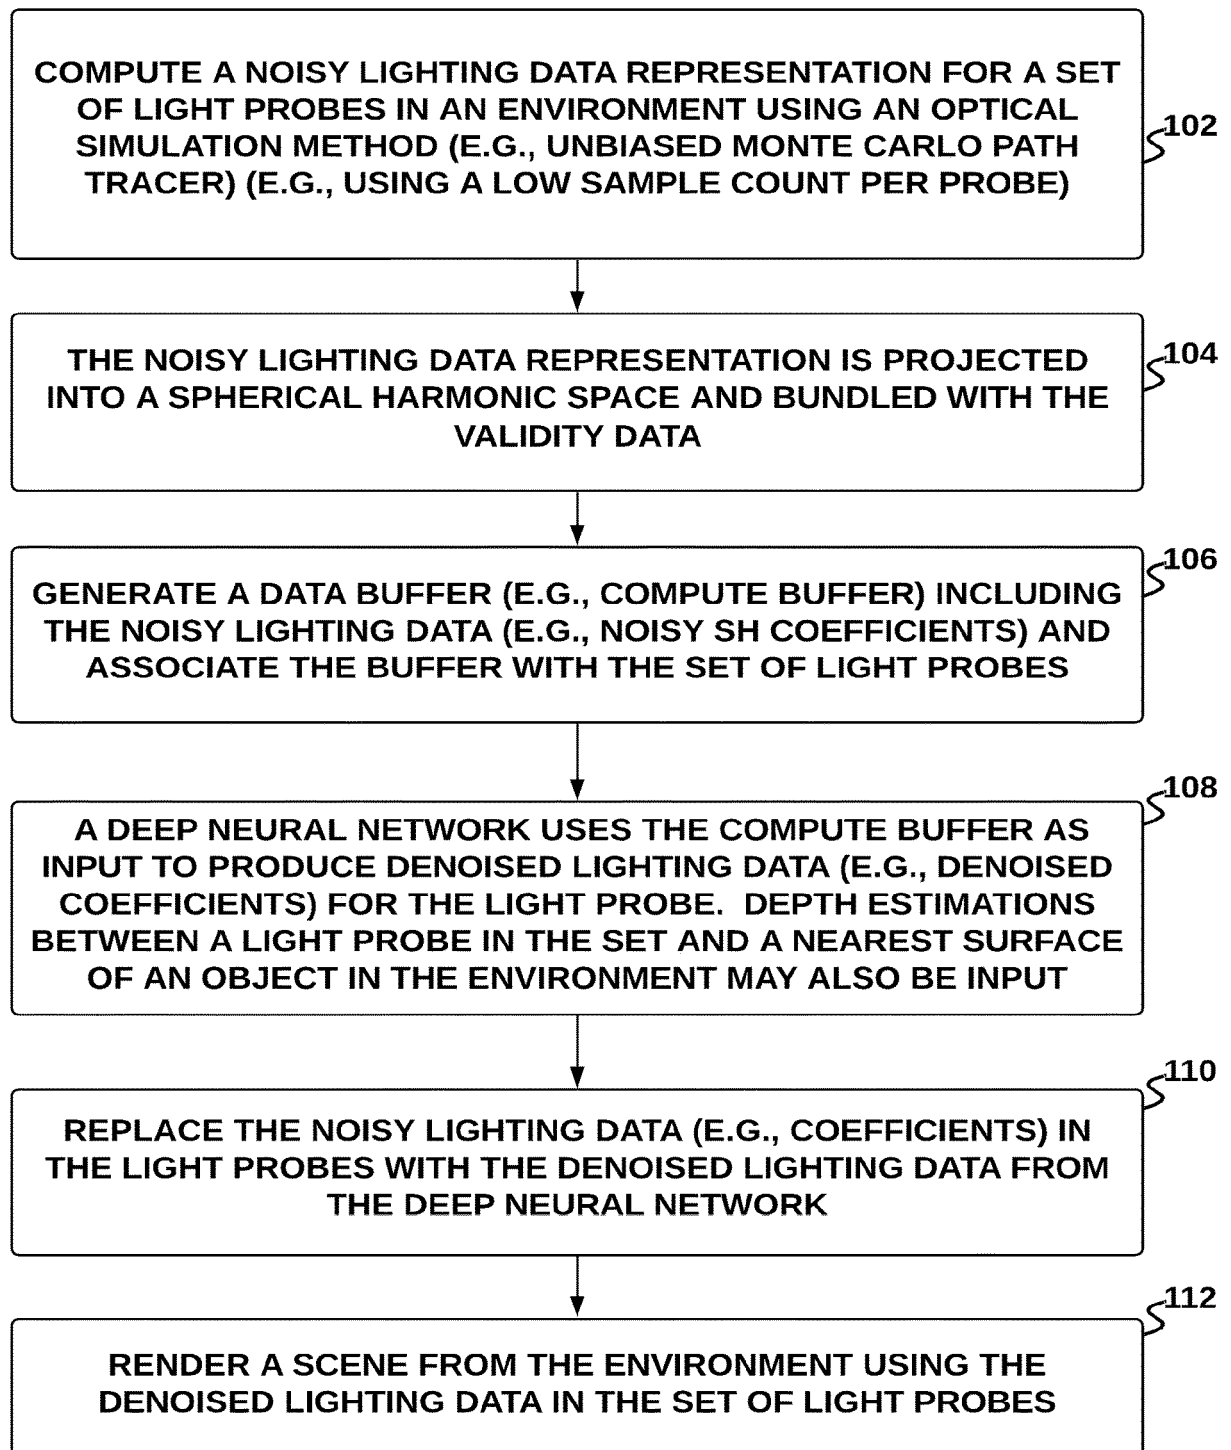 COMPUTE A NOISY LIGHTING DATA REPRESENTATION FOR A SET
OF LIGHT PROBES IN AN ENVIRONMENT USING AN OPTICAL
SIMULATION METHOD (E.G., UNBIASED MONTE CARLO PATH
TRACER) (E.G., USING A LOW SAMPLE COUNT PER PROBE)
102
THE NOISY LIGHTING DATA REPRESENTATION IS PROJECTED
INTO A SPHERICAL HARMONIC SPACE AND BUNDLED WITH THE
VALIDITY DATA
104
GENERATE A DATA BUFFER (E.G., COMPUTE BUFFER) INCLUDING
THE NOISY LIGHTING DATA (E.G., NOISY SH COEFFICIENTS) AND
ASSOCIATE THE BUFFER WITH THE SET OF LIGHT PROBES
106
A DEEP NEURAL NETWORK USES THE COMPUTE BUFFER AS
INPUT TO PRODUCE DENOISED LIGHTING DATA (E.G., DENOISED
COEFFICIENTS) FOR THE LIGHT PROBE.  DEPTH ESTIMATIONS
BETWEEN A LIGHT PROBE IN THE SET AND A NEAREST SURFACE
OF AN OBJECT IN THE ENVIRONMENT MAY ALSO BE INPUT
108
REPLACE THE NOISY LIGHTING DATA (E.G., COEFFICIENTS) IN
THE LIGHT PROBES WITH THE DENOISED LIGHTING DATA FROM
THE DEEP NEURAL NETWORK
110
RENDER A SCENE FROM THE ENVIRONMENT USING THE
DENOISED LIGHTING DATA IN THE SET OF LIGHT PROBES
112